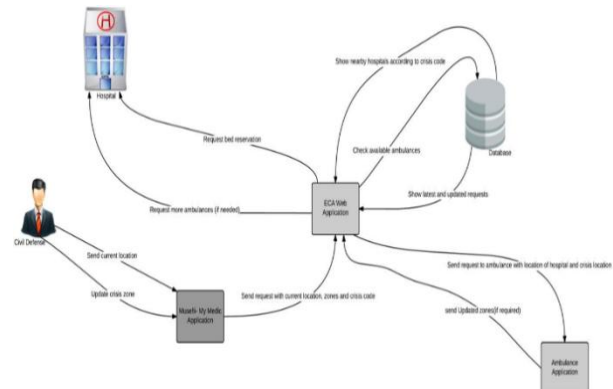 H
Hospital
Show nearby hospitals according to crisis code
Database
Request bed reservation
Check available ambulances
Show latest and updated requests
ECA Web
Application
Request more ambulances (if needed)
Civil Defense
Send current location
Update crisis zone
Send request with current location, zones and crisis code
Send request to ambulance with location of hospital and crisis location
send Updated zones(if required)
My Medic
Application
Ambulance
Application